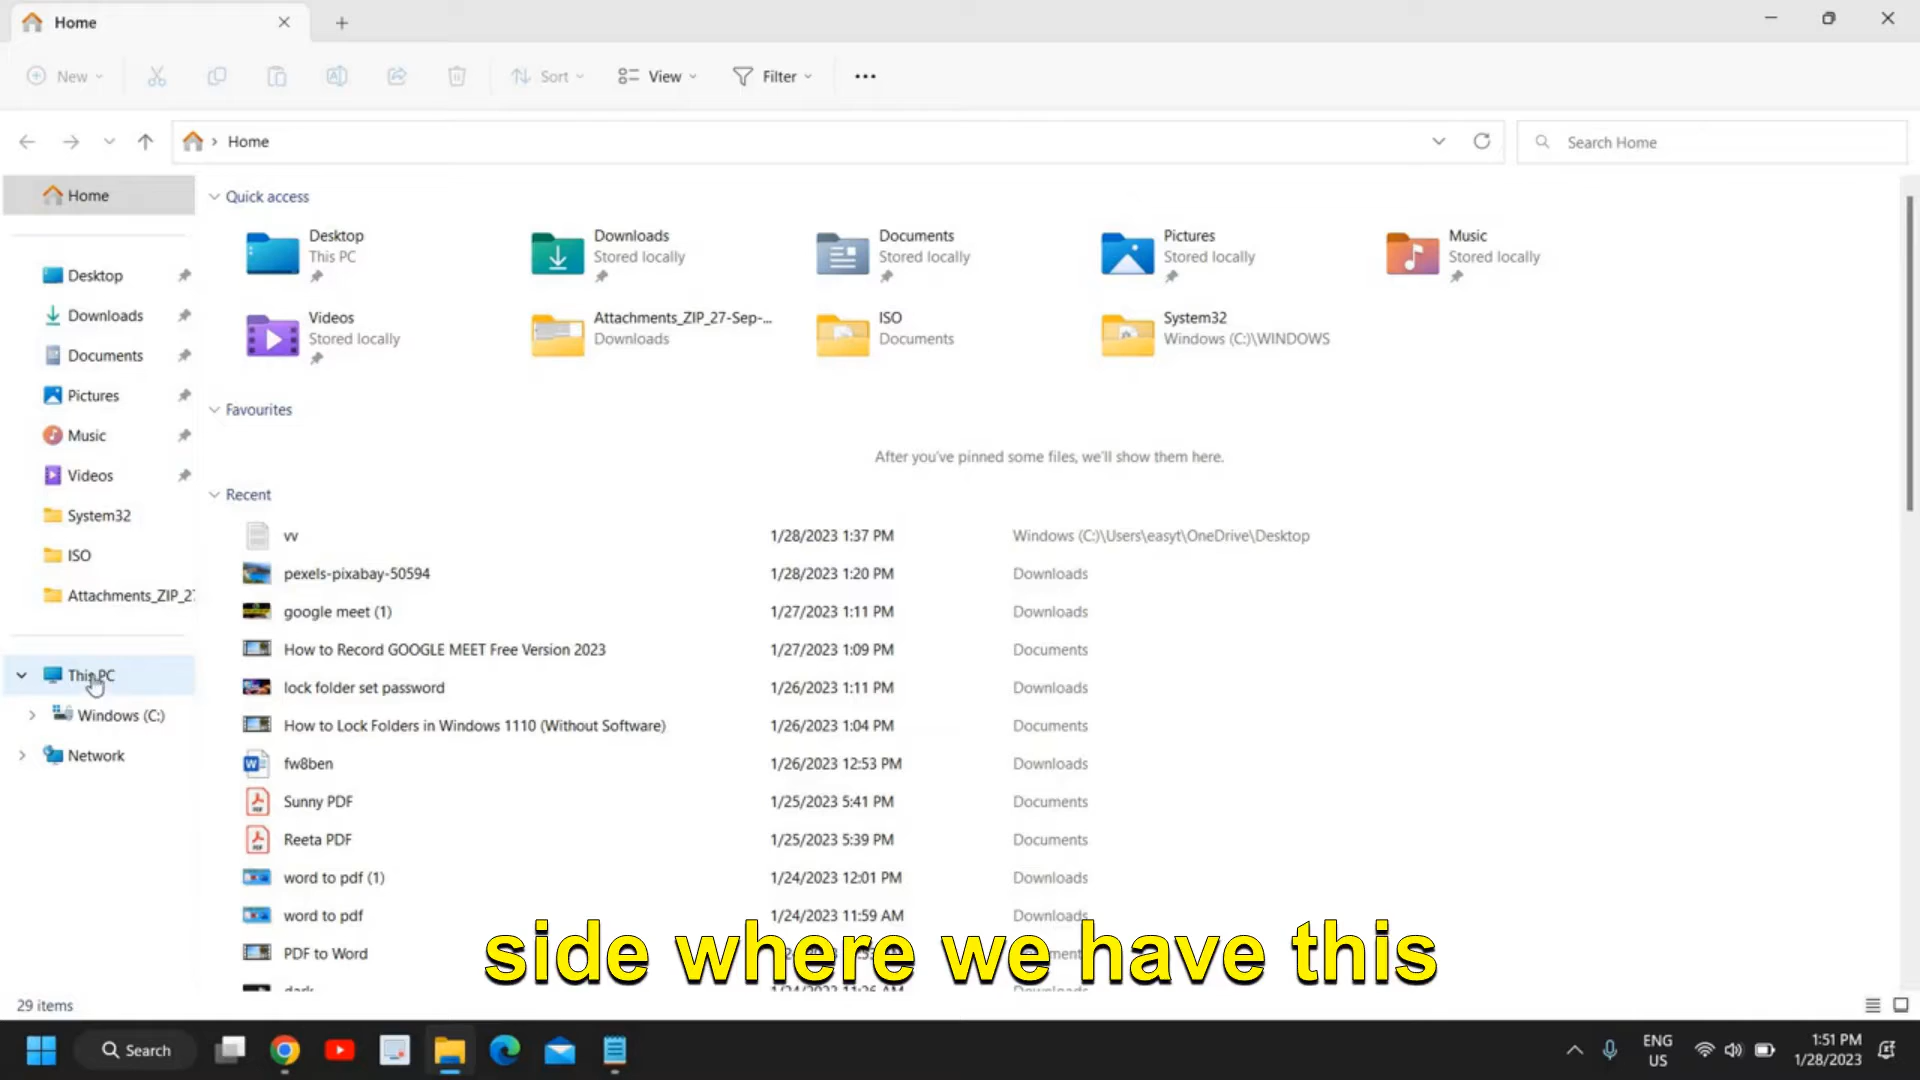 Home
New
Sort
View
Filter
Home
Search Home
Home
Desktop
Downloads
Documents
Pictures
Music
Videos
System32
ISO
Attachments_ZIP_27
This PC
Windows (C:)
Network
Quick access
Desktop
This PC
Downloads
Stored locally
Documents
Stored locally
Pictures
Stored locally
Music
Stored locally
Videos
Stored locally
Attachments_ZIP_27-Sep-...
Downloads
ISO
Documents
System32
Windows (C:)\WINDOWS
Favourites
After you've pinned some files, we'll show them here.
Recent
vv 1/28/2023 1:37 PM Windows (C:)\Users\easyt\OneDrive\Desktop
pexels-pixabay-50594 1/28/2023 1:20 PM Downloads
google meet (1) 1/27/2023 1:11 PM Downloads
How to Record GOOGLE MEET Free Version 2023 1/27/2023 1:09 PM Documents
lock folder set password 1/26/2023 1:11 PM Downloads
How to Lock Folders in Windows 1110 (Without Software) 1/26/2023 1:04 PM Documents
fw8ben 1/26/2023 12:53 PM Downloads
Sunny PDF 1/25/2023 5:41 PM Documents
Reeta PDF 1/25/2023 5:39 PM Documents
word to pdf (1) 1/24/2023 12:01 PM Downloads
word to pdf 1/24/2023 11:59 AM Downloads
PDF to Word
side where we have this
29 items
Search
ENG
US
1:51 PM
1/28/2023